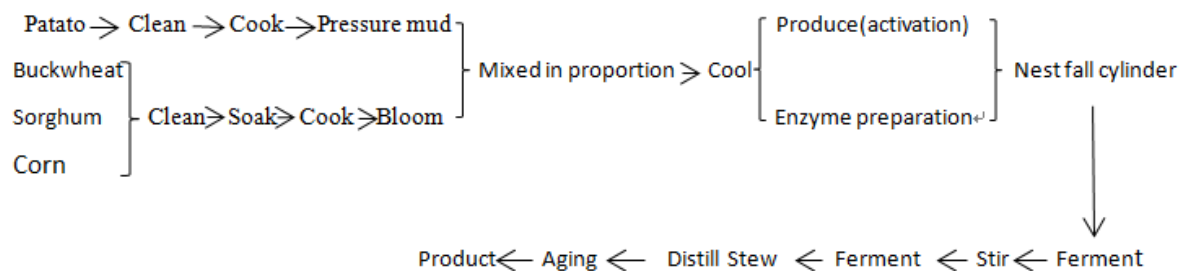 Patato → Clean → Cook → Pressure mud
Produce(activation)
Buckwheat
Mixed in proportion → Cool
Nest fall cylinder
Sorghum
Clean → Soak → Cook → Bloom
Enzyme preparation↵
Corn
Product ← Aging ← Distill Stew ← Ferment ← Stir ← Ferment